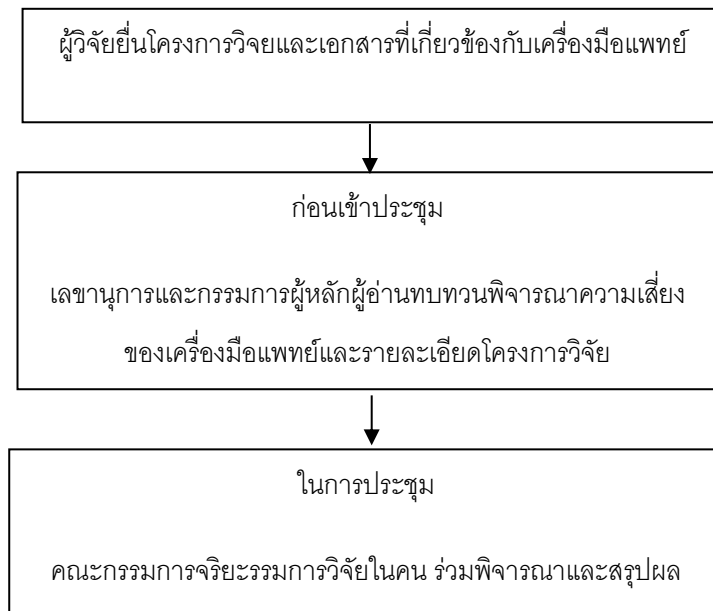 ผู้วิจัยยื่นโครงการวิจยและเอกสารที่เกี่ยวข้องกับเครื่องมือแพทย์
ก่อนเข้าประชุม
เลขานุการและกรรมการผู้หลักผู้อ่านทบทวนพิจารณาความเสี่ยง
ของเครื่องมือแพทย์และรายละเอียดโครงการวิจัย
ในการประชุม
คณะกรรมการจริยะรรมการวิจัยในคน ร่วมพิจารณาและสรุปผล